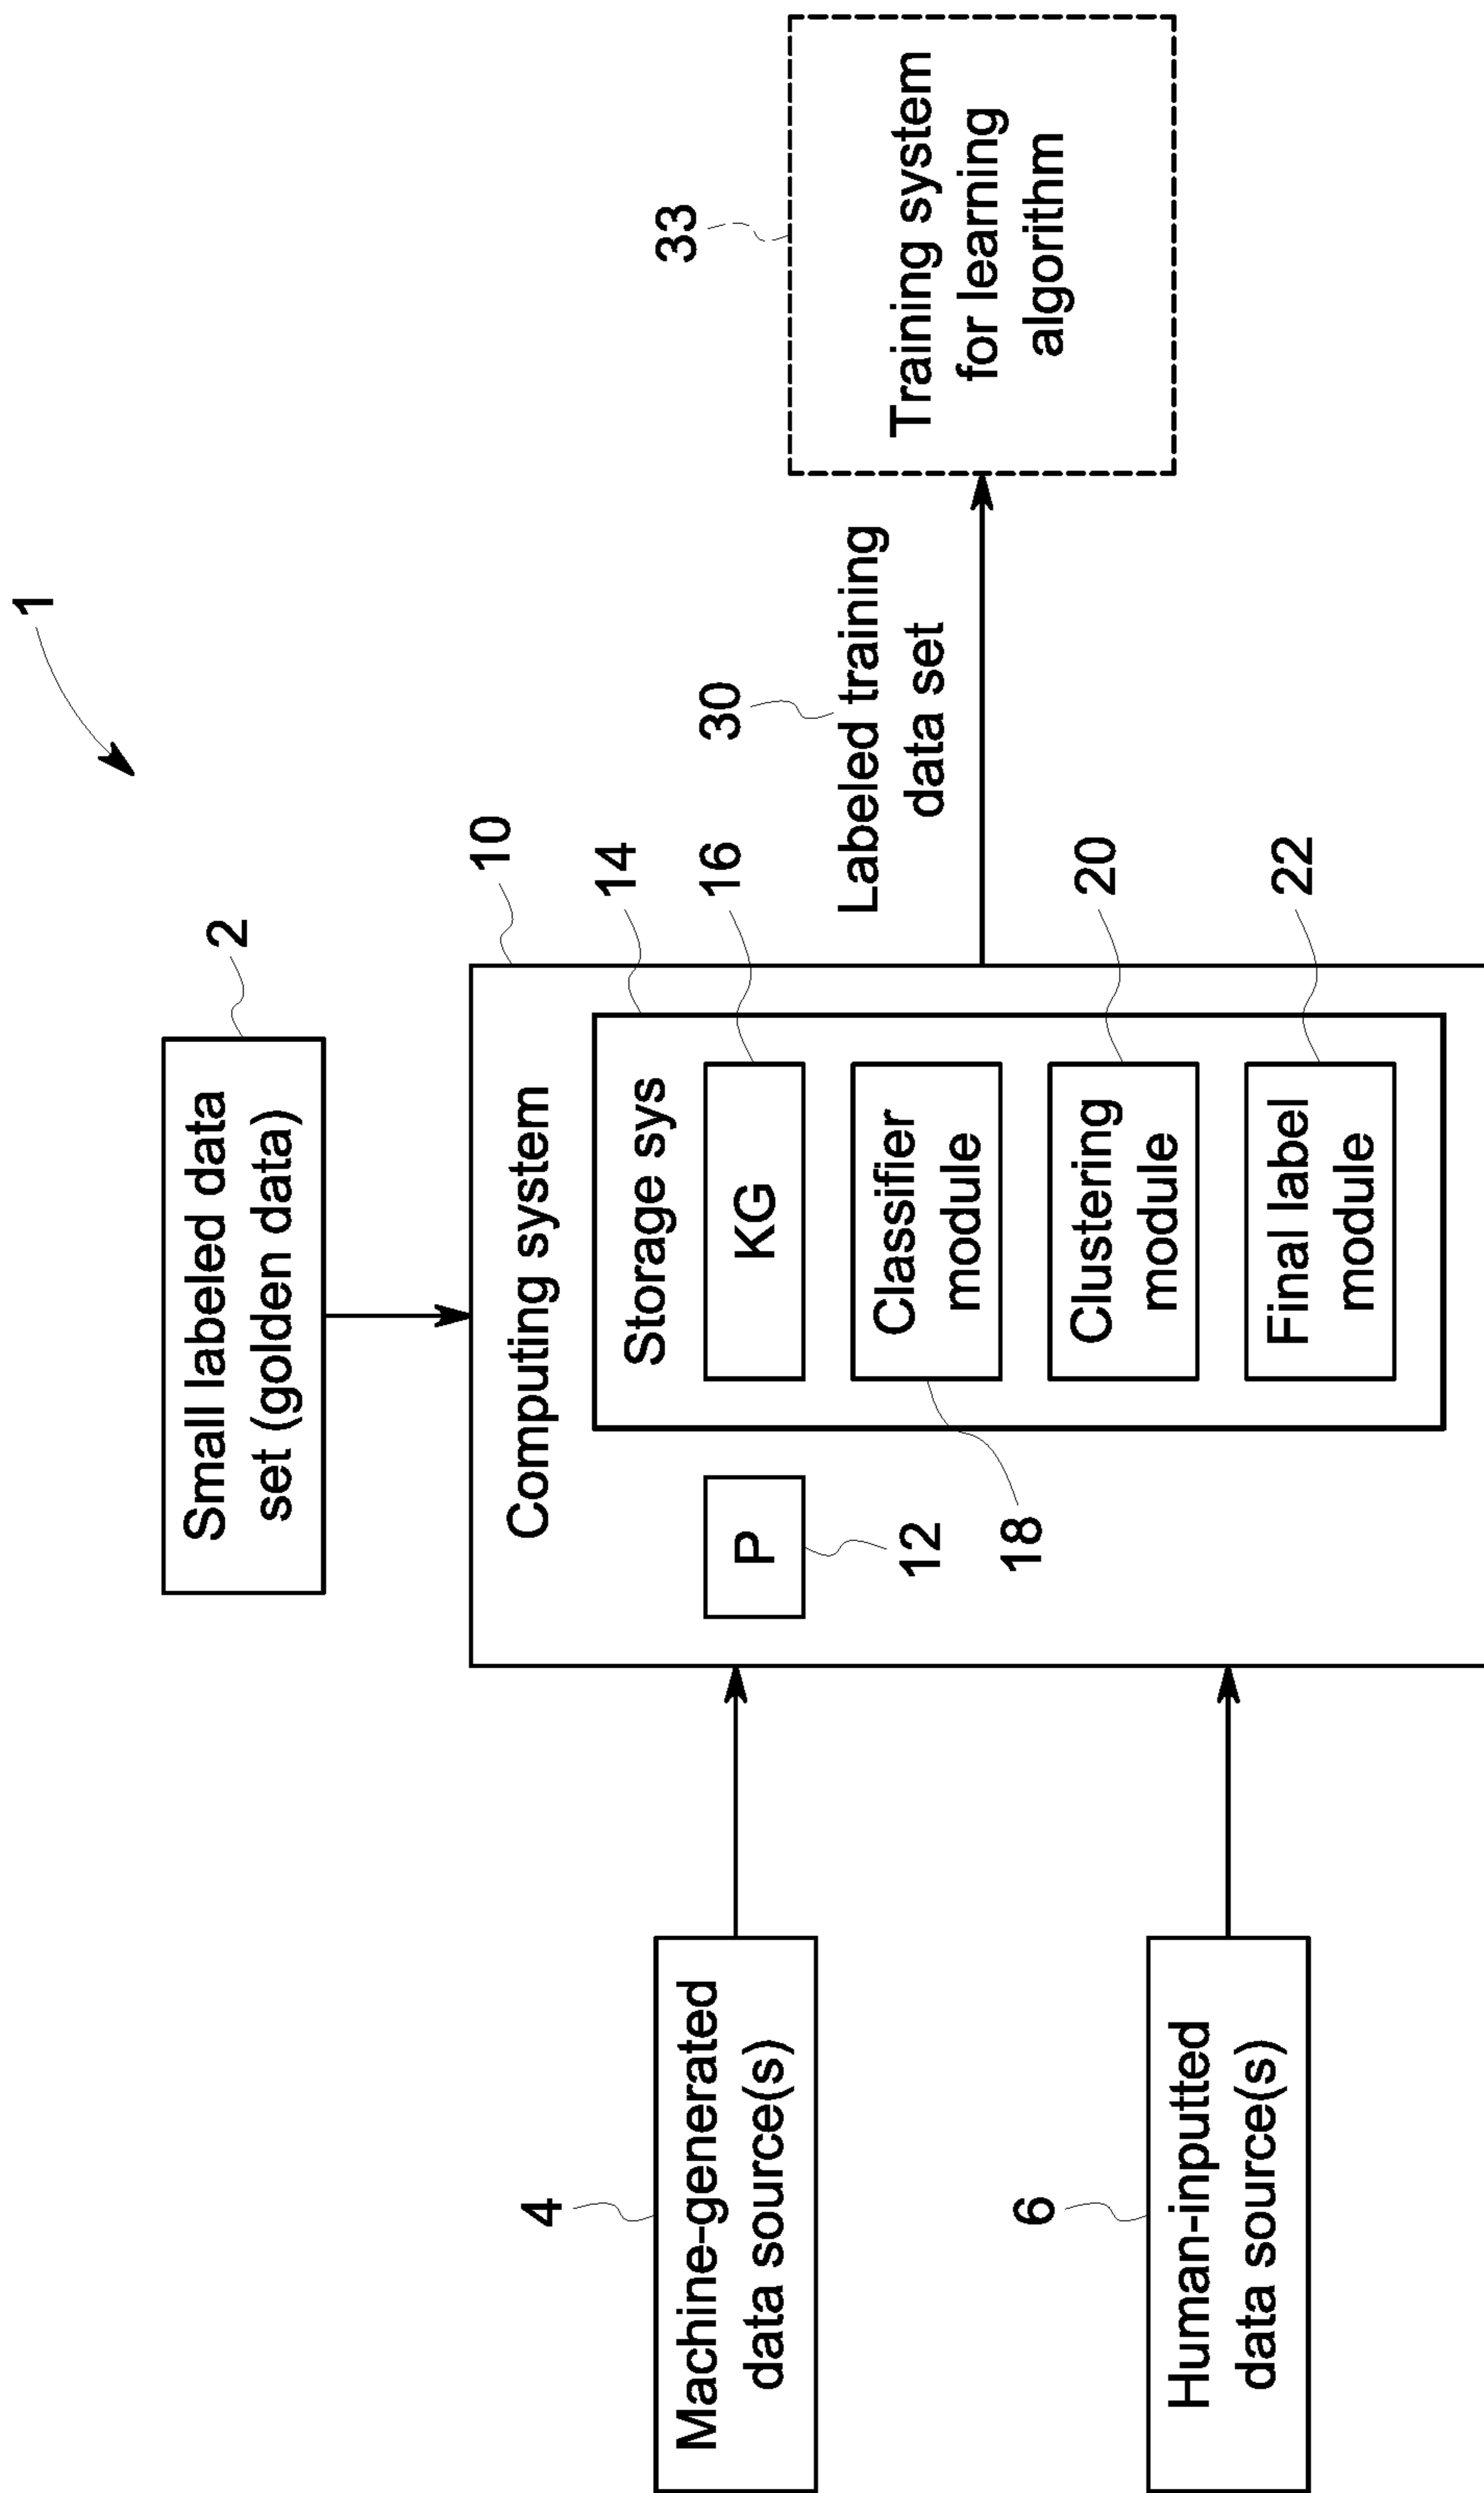 1
2
Small labeled data
set (golden data)
10
Computing system
14
Storage sys
16
KG
P
12
18
Classifier
module
20
Clustering
module
22
Final label
module
4
Machine-generated
data source(s)
6
Human-inputted
data source(s)
30
Labeled training
data set
33
Training system
for learning
algorithm